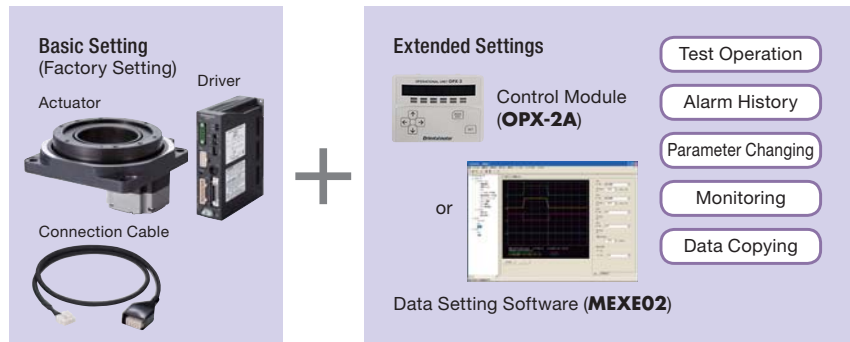 Basic Setting
(Factory Setting)
Actuator
Driver
Connection Cable
Extended Settings
Control Module
(OPX-2A)
or
Data Setting Software (MEXE02)
Test Operation
Alarm History
Parameter Changing
Monitoring
Data Copying